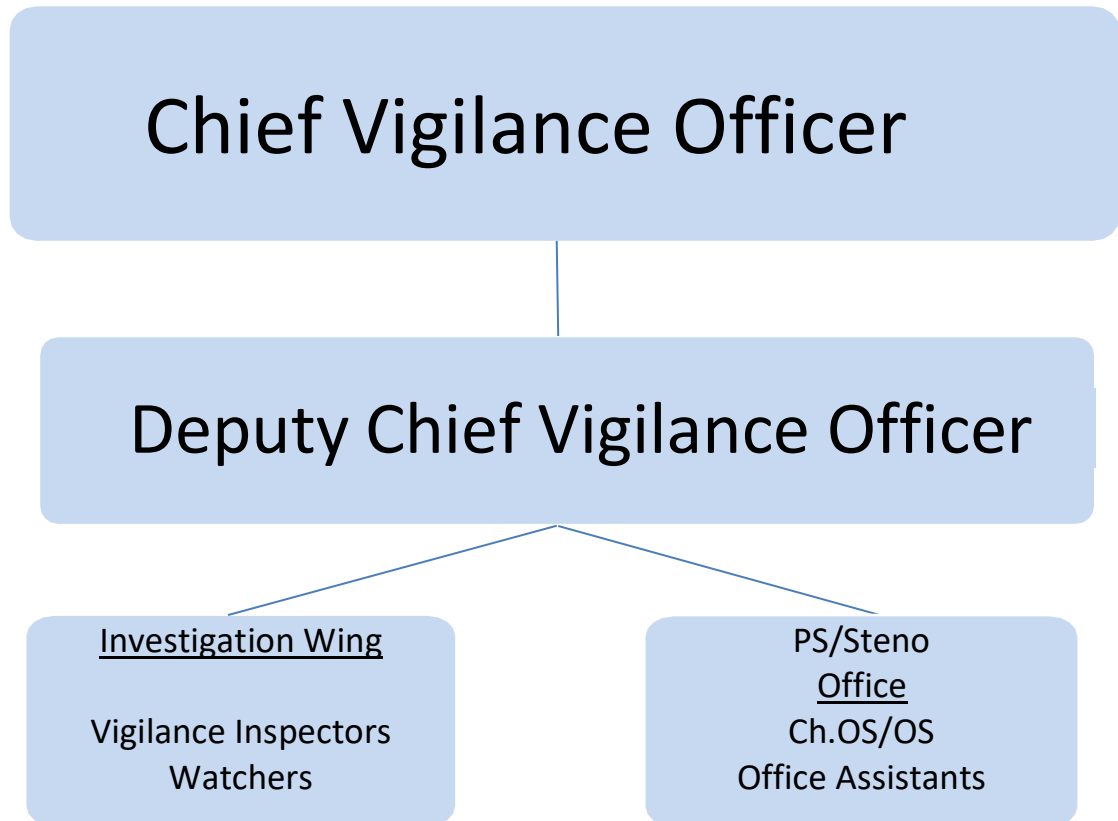 Chief Vigilance Officer
Deputy Chief Vigilance Officer
Investigation Wing
Vigilance Inspectors
Watchers
PS/Steno
Office
Ch.OS/OS
Office Assistants